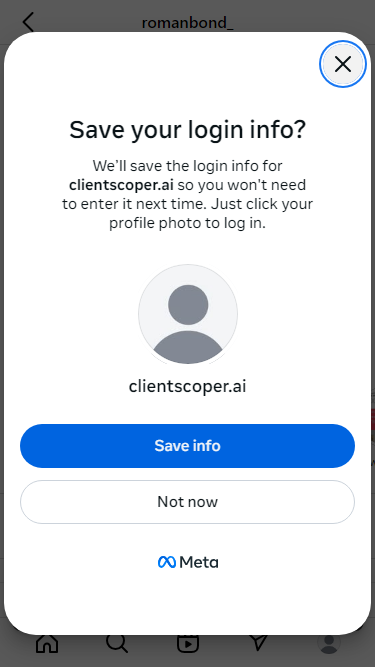 romanbond_
Save your login info?
We'll save the login info for
clientscoper.ai so you won't need
to enter it next time. Just click your
profile photo to log in.
clientscoper.ai
Save info
Not now
Meta